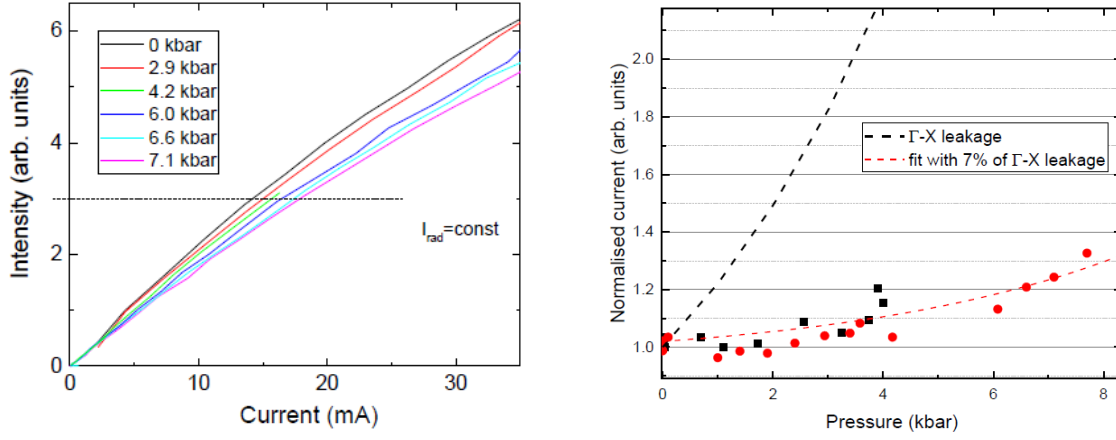 Intensity (arb. units)
6
4
2
0
0 kbar
2.9 kbar
4.2 kbar
6.0 kbar
6.6 kbar
7.1 kbar
I_rad=const
0 10 20 30
Current (mA)
Normalised current (arb. units)
2.0
1.8
1.6
1.4
1.2
1.0
Γ-X leakage
fit with 7% of Γ-X leakage
0 2 4 6 8
Pressure (kbar)